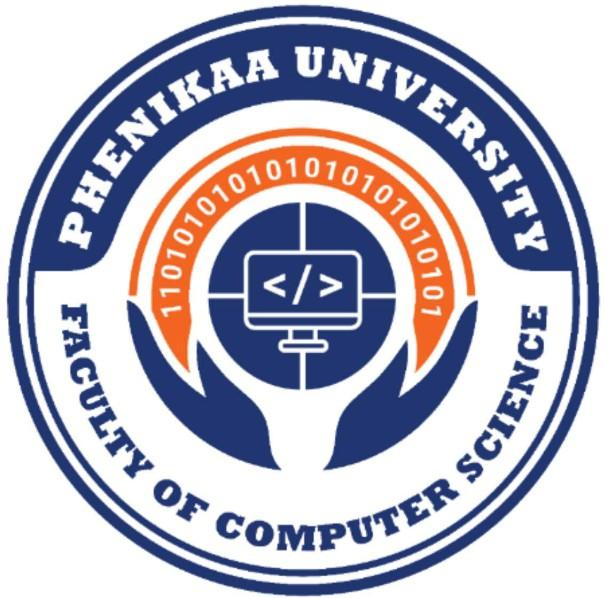 PHENIKAA UNIVERSITY
110101010101010101010101
</>
FACULTY OF COMPUTER SCIENCE